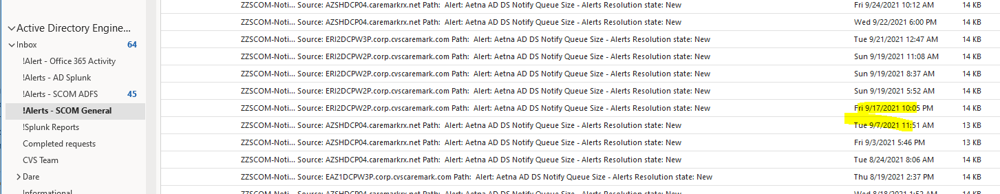 ZZSCOM-Noti... Source: AZSHDCP04.caremarkrx.net Path: Alert: Aetna AD DS Notify Queue Size - Alerts Resolution state: New Fri 9/24/2021 10:12 AM 14 KB
Active Directory Engine... ZZSCOM-Noti... Source: AZSHDCP04.caremarkrx.net Path: Alert: Aetna AD DS Notify Queue Size - Alerts Resolution state: New Wed 9/22/2021 6:00 PM 14 KB
Inbox 64 ZZSCOM-Noti... Source: ERI2DCPW3P.corp.cvscaremark.com Path: Alert: Aetna AD DS Notify Queue Size - Alerts Resolution state: New Tue 9/21/2021 12:47 AM 14 KB
!Alert - Office 365 Activity ZZSCOM-Noti... Source: ERI2DCPW2P.corp.cvscaremark.com Path: Alert: Aetna AD DS Notify Queue Size - Alerts Resolution state: New Sun 9/19/2021 11:08 AM 14 KB
!Alerts - AD Splunk ZZSCOM-Noti... Source: ERI2DCPW2P.corp.cvscaremark.com Path: Alert: Aetna AD DS Notify Queue Size - Alerts Resolution state: New Sun 9/19/2021 8:37 AM 14 KB
!Alerts - SCOM ADFS 45 ZZSCOM-Noti... Source: ERI2DCPW2P.corp.cvscaremark.com Path: Alert: Aetna AD DS Notify Queue Size - Alerts Resolution state: New Sun 9/19/2021 5:52 AM 14 KB
!Alerts - SCOM General ZZSCOM-Noti... Source: ERI2DCPW2P.corp.cvscaremark.com Path: Alert: Aetna AD DS Notify Queue Size - Alerts Resolution state: New Fri 9/17/2021 10:05 PM 14 KB
!Splunk Reports ZZSCOM-Noti... Source: AZSHDCP04.caremarkrx.net Path: Alert: Aetna AD DS Notify Queue Size - Alerts Resolution state: New Tue 9/7/2021 11:51 AM 13 KB
Completed requests ZZSCOM-Noti... Source: AZSHDCP04.caremarkrx.net Path: Alert: Aetna AD DS Notify Queue Size - Alerts Resolution state: New Fri 9/3/2021 5:46 PM 13 KB
CVS Team ZZSCOM-Noti... Source: AZSHDCP04.caremarkrx.net Path: Alert: Aetna AD DS Notify Queue Size - Alerts Resolution state: New Tue 8/24/2021 8:06 AM 14 KB
Dare ZZSCOM-Noti... Source: EAZ1DCPW3P.corp.cvscaremark.com Path: Alert: Aetna AD DS Notify Queue Size - Alerts Resolution state: New Thu 8/19/2021 2:37 PM 14 KB
Informational ZZSCOM-Noti... Source: AZSHDCP04.caremarkrx.net Path: Alert: Aetna AD DS Notify Queue Size - Alerts Resolution state: New Wed 8/18/2021 1:52 AM 14 KB